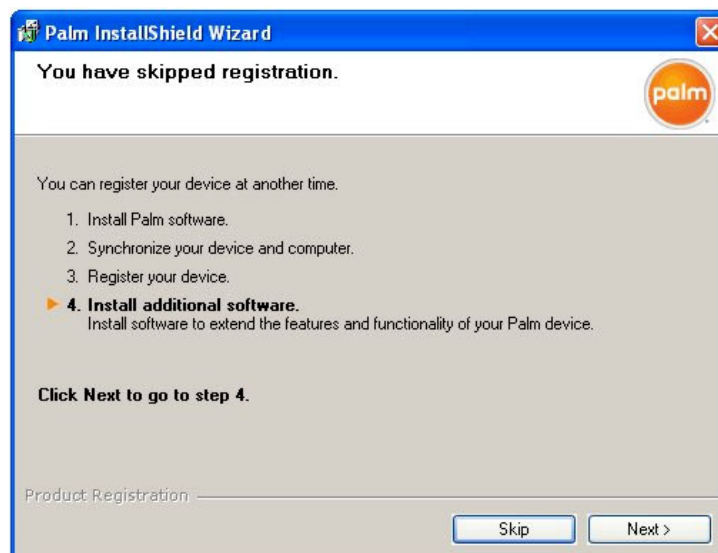 Palm InstallShield Wizard
You have skipped registration.
palm
You can register your device at another time.
1. Install Palm software.
2. Synchronize your device and computer.
3. Register your device.
4. Install additional software.
Install software to extend the features and functionality of your Palm device.
Click Next to go to step 4.
Product Registration
Skip
Next >